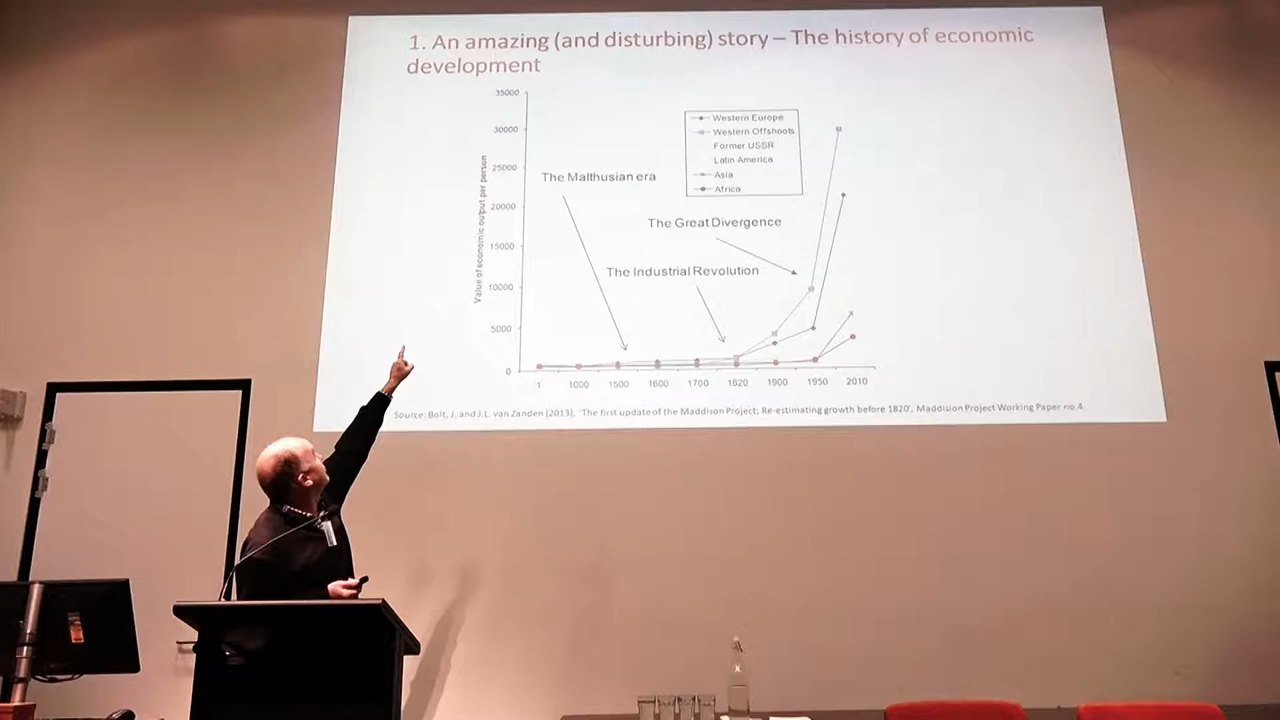 1. An amazing (and disturbing) story – The history of economic
development
35000
30000
25000
20000
15000
10000
5000
0
Value of economic output per person
Western Europe
Western Offshoots
Former USSR
Latin America
Asia
Africa
The Malthusian era
The Great Divergence
The Industrial Revolution
1 1000 1500 1600 1700 1820 1900 1950 2010
Source: Bolt, J. and J.L. van Zanden (2013), 'The first update of the Maddison Project; Re-estimating growth before 1820', Maddision Project Working Paper no.4.